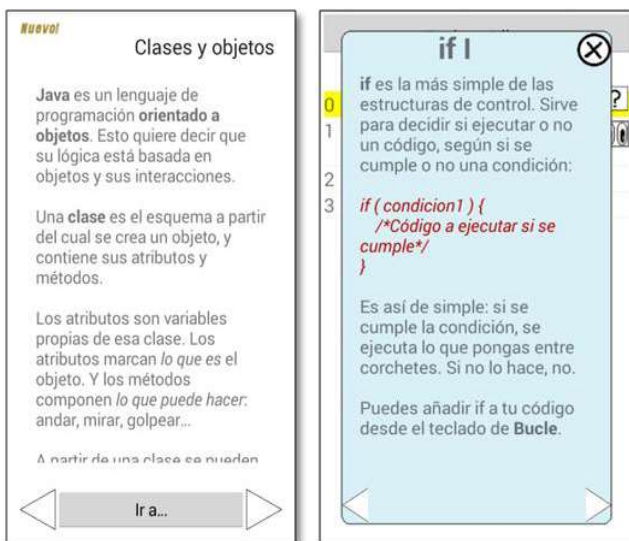 Nuevo!
Clases y objetos
Java es un lenguaje de
programación orientado a
objetos. Esto quiere decir que
su lógica está basada en
objetos y sus interacciones.
Una clase es el esquema a partir
del cual se crea un objeto, y
contiene sus atributos y
métodos.
Los atributos son variables
propias de esa clase. Los
atributos marcan lo que es el
objeto. Y los métodos
componen lo que puede hacer:
andar, mirar, golpear...
A partir de una clase se pueden
Ir a...
if I
if es la más simple de las
estructuras de control. Sirve
para decidir si ejecutar o no
un código, según si se
cumple o no una condición:
if ( condicion1 ) {
/*Código a ejecutar si se
cumple*/
}
Es así de simple: si se
cumple la condición, se
ejecuta lo que pongas entre
corchetes. Si no lo hace, no.
Puedes añadir if a tu código
desde el teclado de Bucle.
0
1
2
3
?